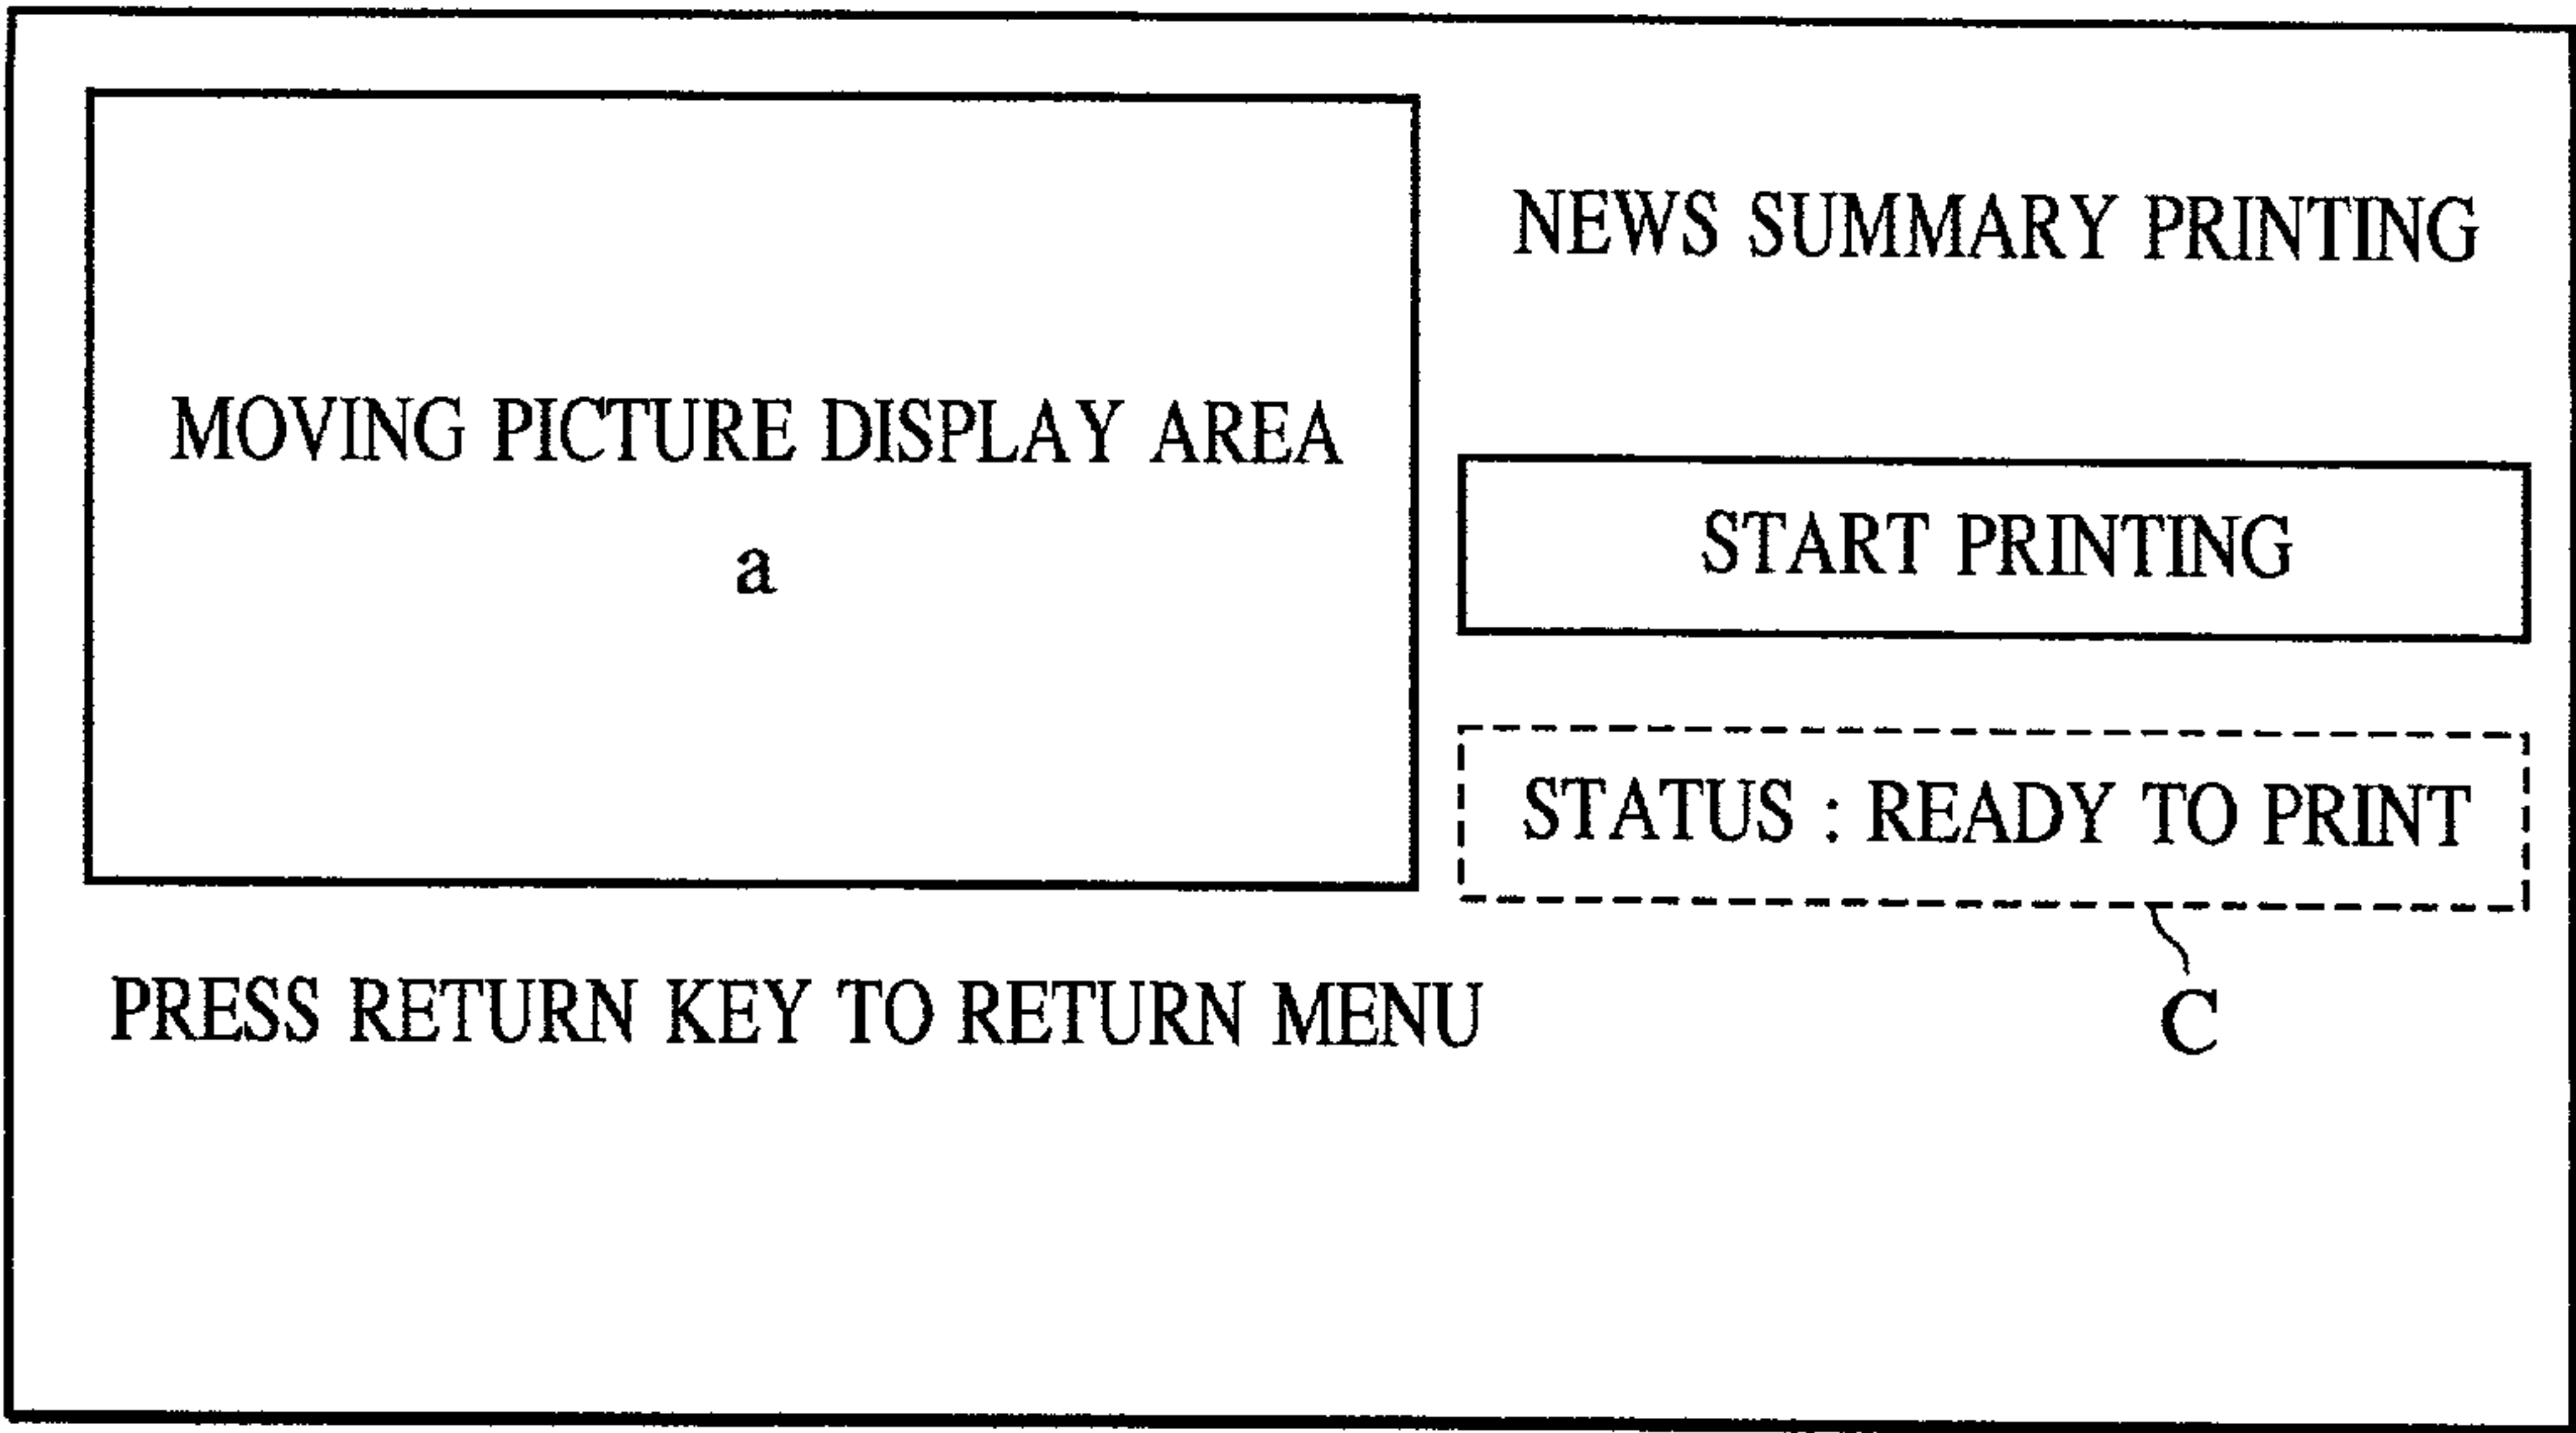 MOVING PICTURE DISPLAY AREA
a
NEWS SUMMARY PRINTING
START PRINTING
STATUS : READY TO PRINT
C
PRESS RETURN KEY TO RETURN MENU